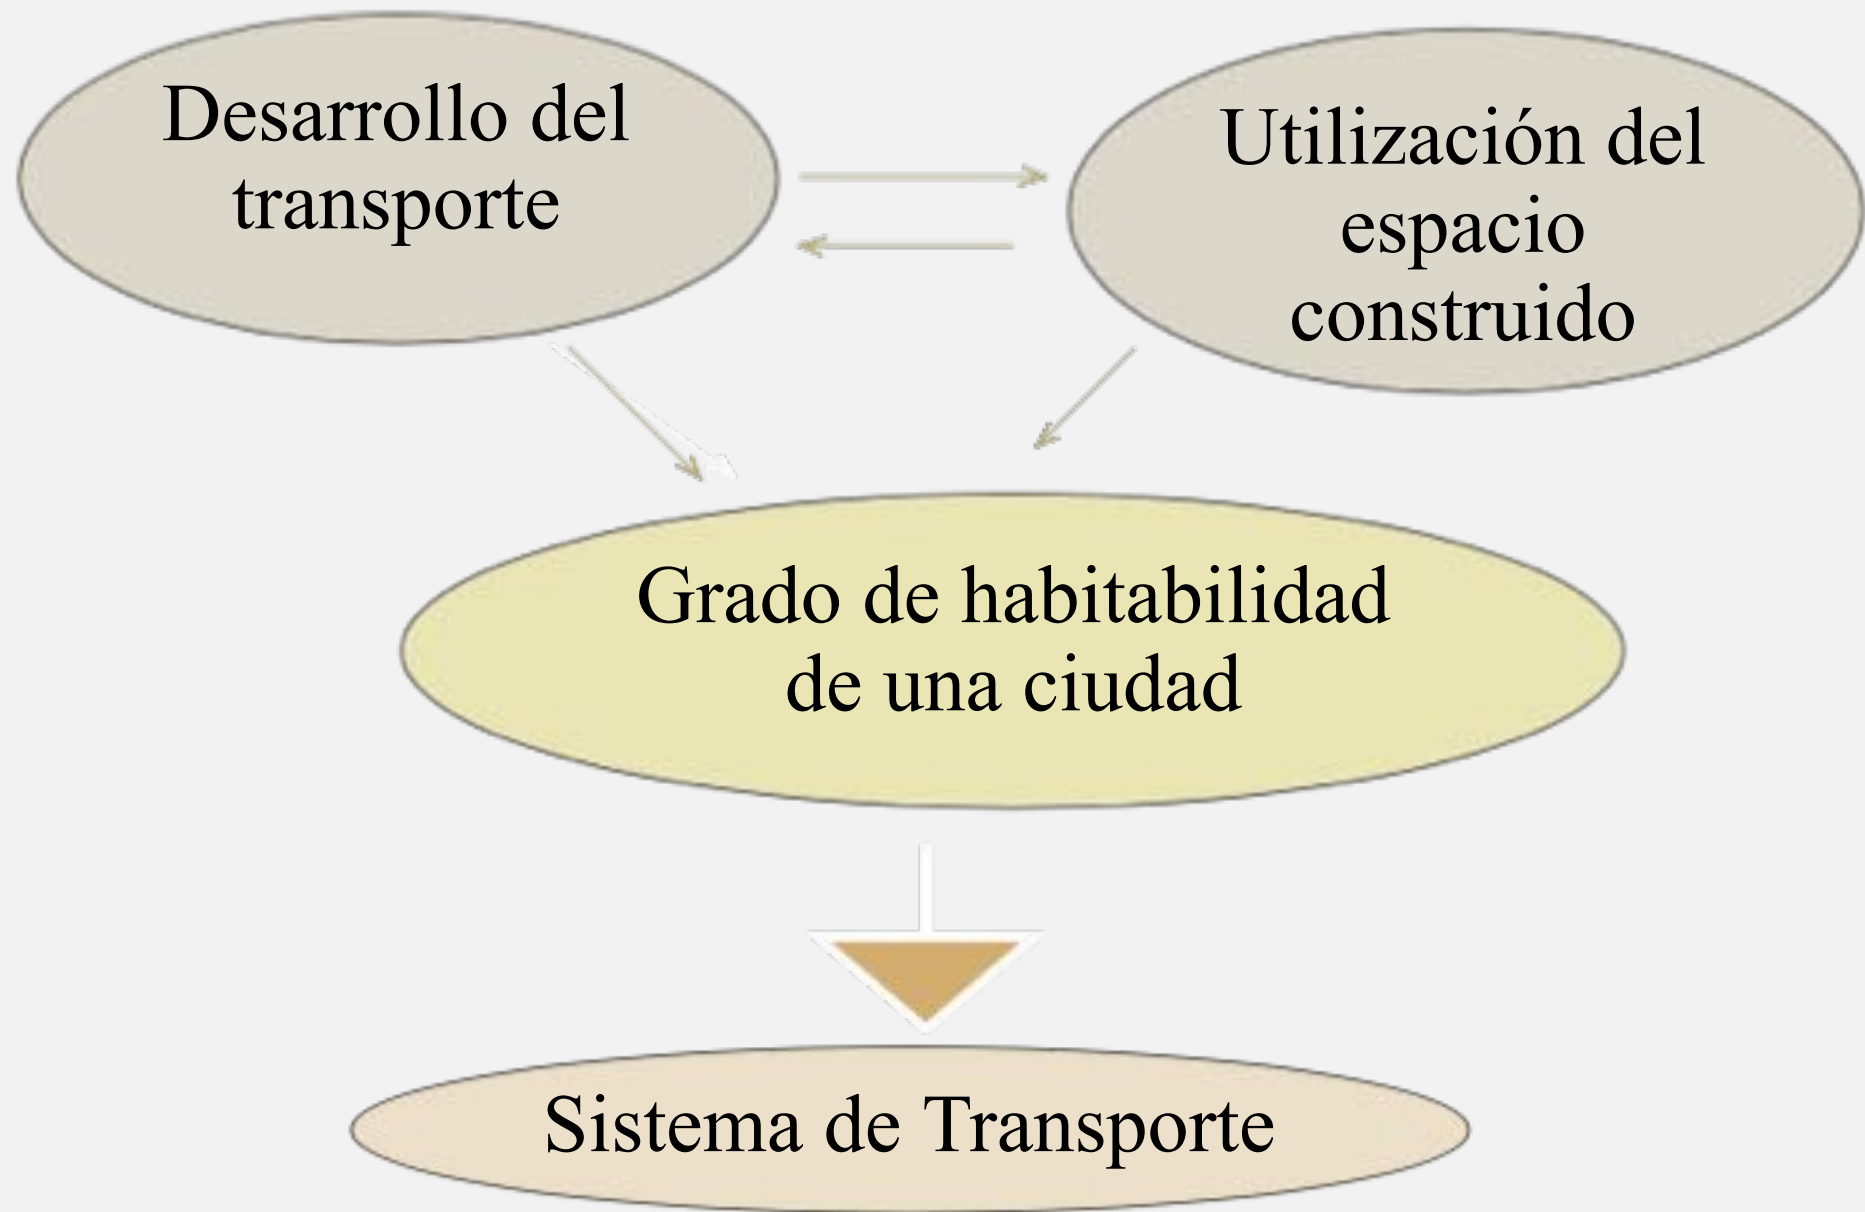 Desarrollo del
transporte
Utilización del
espacio
construido
Grado de habitabilidad
de una ciudad
Sistema de Transporte